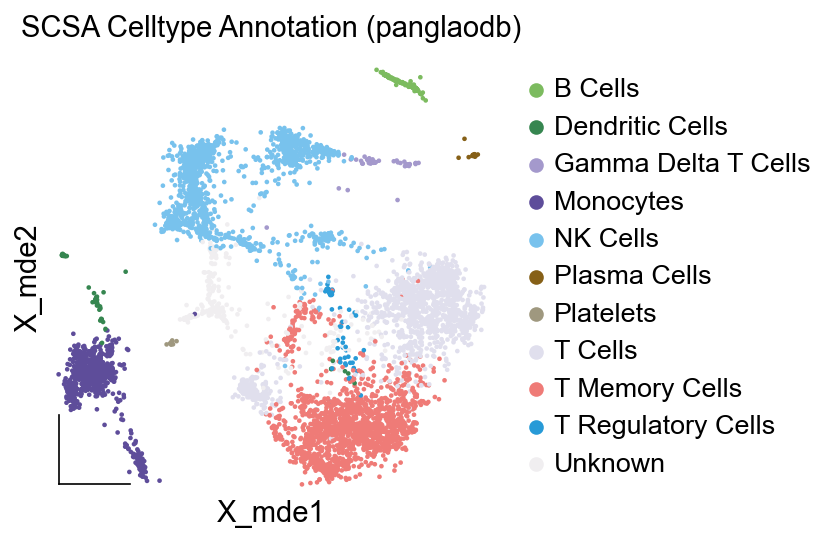 SCSA Celltype Annotation (panglaodb)
B Cells
Dendritic Cells
Gamma Delta T Cells
Monocytes
NK Cells
Plasma Cells
Platelets
T Cells
T Memory Cells
T Regulatory Cells
Unknown
X_mde2
X_mde1